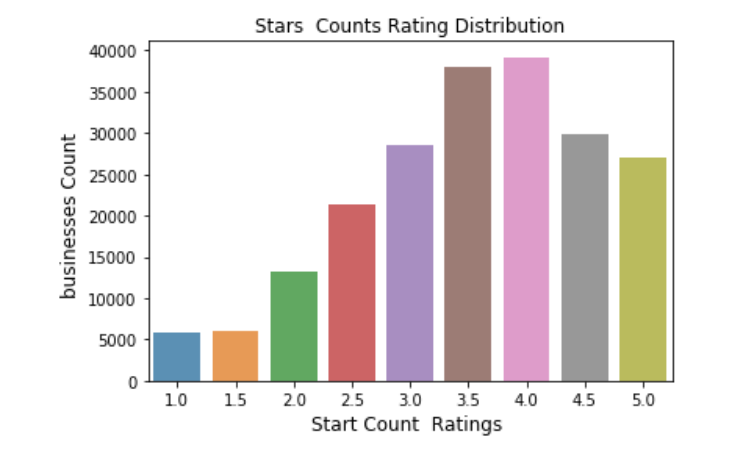 Stars  Counts Rating Distribution
businesses Count
40000
35000
30000
25000
20000
15000
10000
5000
0
1.0 1.5 2.0 2.5 3.0 3.5 4.0 4.5 5.0
Start Count  Ratings